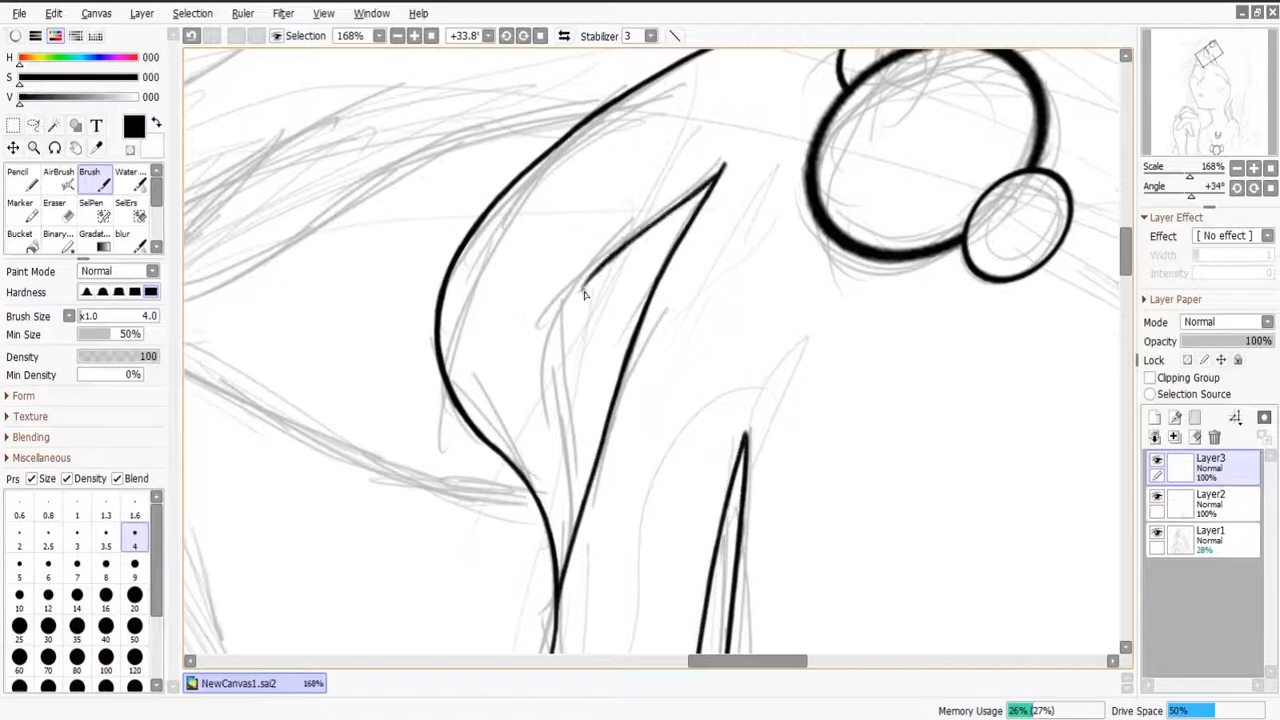 File Edit Canvas Layer Selection Ruler Filter View Window Help
Selection 168% +33.8° Stabilizer 3
H 000
S 000
V 000
T
Pencil AirBrush Brush Water ...
Marker Eraser SelPen SelErs
Bucket Binary... Gradat... blur
Paint Mode Normal
Hardness
Brush Size x1.0 4.0
Min Size 50%
Density 100
Min Density 0%
Form
Texture
Blending
Miscellaneous
Prs Size Density Blend
0.6 0.8 1 1.3 1.6
2 2.5 3 3.5 4
5 6 7 8 9
10 12 14 16 20
25 30 35 40 50
60 70 80 100 120
Scale 168%
Angle +34°
Layer Effect
Effect [ No effect ]
Width 1
Intensity 0
Layer Paper
Mode Normal
Opacity 100%
Lock
Clipping Group
Selection Source
Layer3
Normal
100%
Layer2
Normal
100%
Layer1
Normal
28%
NewCanvas1.sai2 168%
Memory Usage 26% (27%) Drive Space 50%